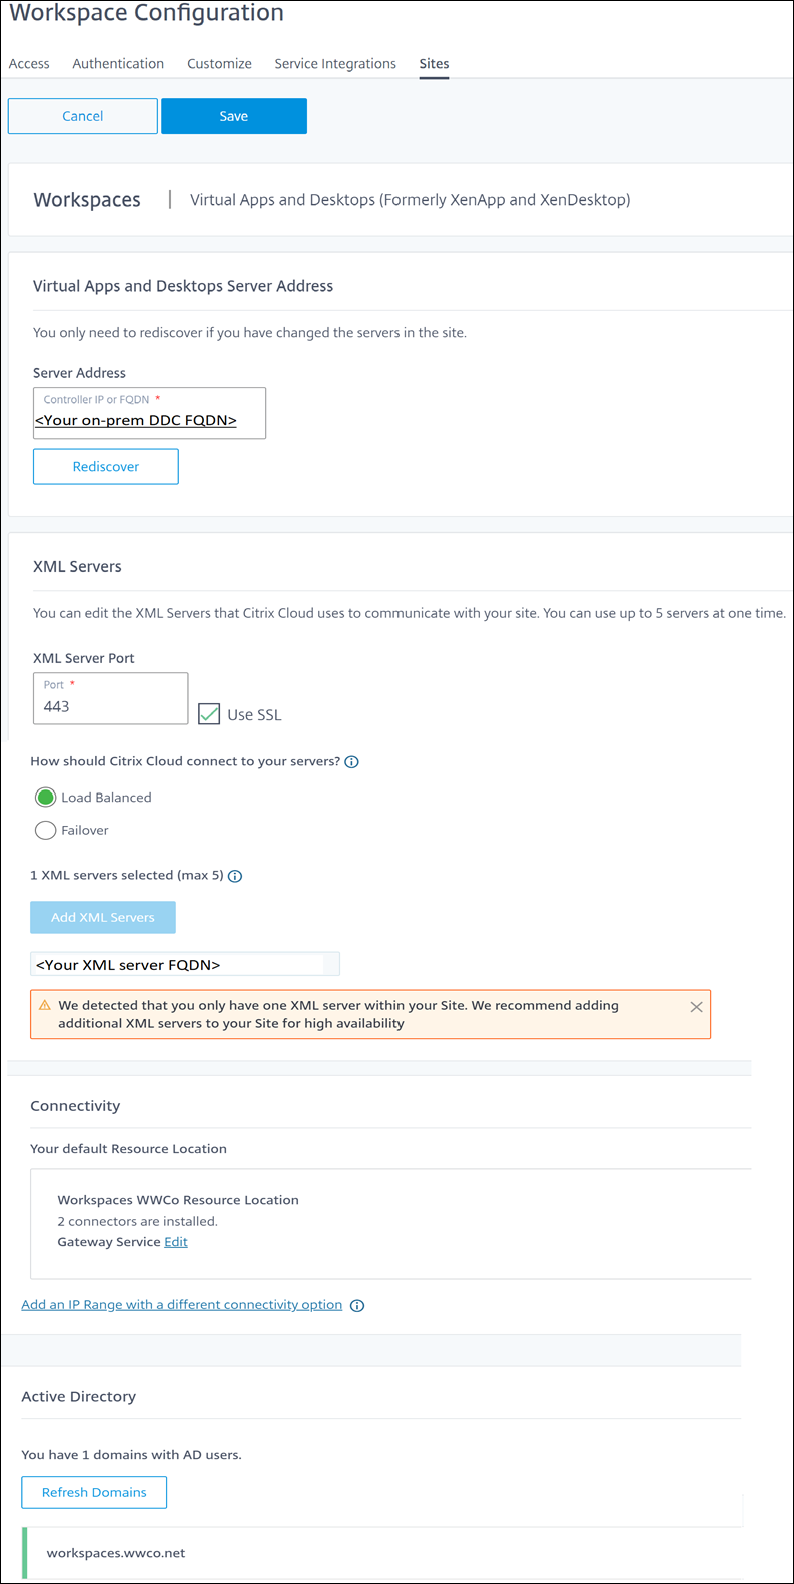 Workspace Configuration
Access Authentication Customize Service Integrations Sites
Cancel Save
Workspaces | Virtual Apps and Desktops (Formerly XenApp and XenDesktop)
Virtual Apps and Desktops Server Address
You only need to rediscover if you have changed the servers in the site.
Server Address
Controller IP or FQDN *
<Your on-prem DDC FQDN>
Rediscover
XML Servers
You can edit the XML Servers that Citrix Cloud uses to communicate with your site. You can use up to 5 servers at one time.
XML Server Port
Port *
443
Use SSL
How should Citrix Cloud connect to your servers?
Load Balanced
Failover
1 XML servers selected (max 5)
Add XML Servers
<Your XML server FQDN>
We detected that you only have one XML server within your Site. We recommend adding
additional XML servers to your Site for high availability
Connectivity
Your default Resource Location
Workspaces WWCo Resource Location
2 connectors are installed.
Gateway Service Edit
Add an IP Range with a different connectivity option
Active Directory
You have 1 domains with AD users.
Refresh Domains
workspaces.wwco.net